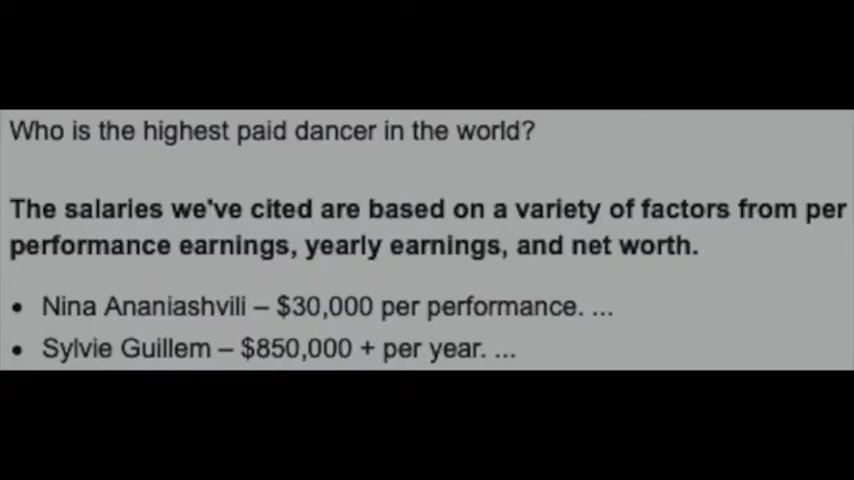 Who is the highest paid dancer in the world?
The salaries we've cited are based on a variety of factors from per
performance earnings, yearly earnings, and net worth.
• Nina Ananiashvili – $30,000 per performance. ...
• Sylvie Guillem – $850,000 + per year. ...